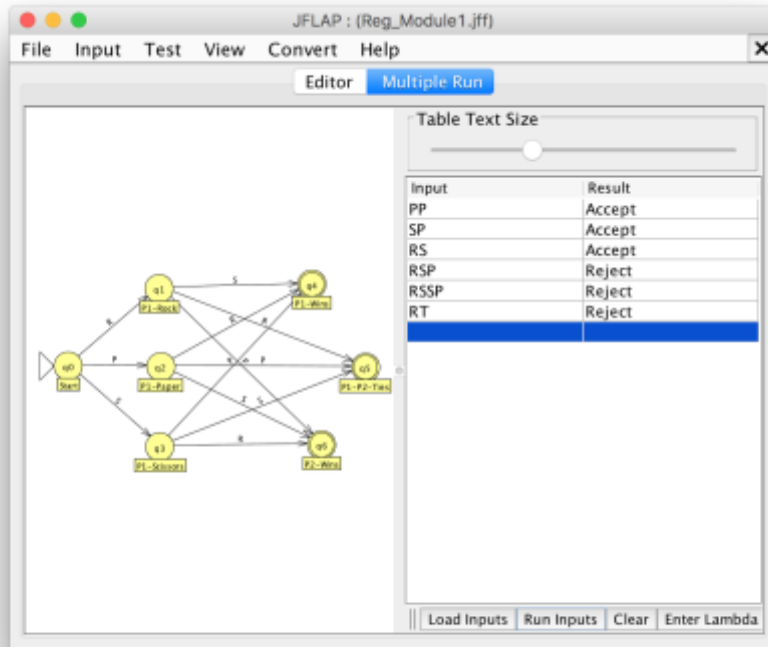 JFLAP : (Reg_Module1.jff)
File Input Test View Convert Help
Editor Multiple Run
Table Text Size
Input Result
PP Accept
SP Accept
RS Accept
RSP Reject
RSSP Reject
RT Reject
q0
Start
q1
P1-Rock
q2
P1-Paper
q3
P1-Scissors
q4
P1-Wins
q5
P1-P2-Ties
q6
P2-Wins
R
P
S
S
P
R
Load Inputs Run Inputs Clear Enter Lambda